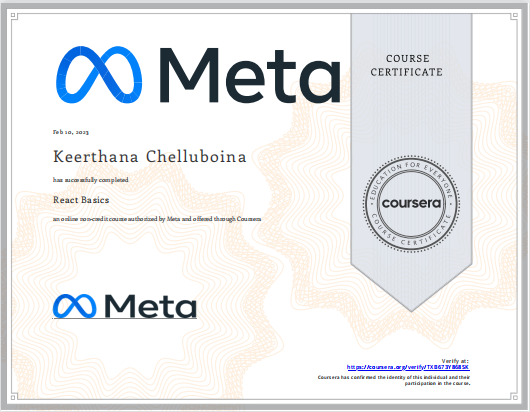 Meta
COURSE
CERTIFICATE
Feb 10, 2023
Keerthana Chelluboina
has successfully completed
React Basics
an online non-credit course authorized by Meta and offered through Coursera
EDUCATION FOR EVERYONE
coursera
COURSE CERTIFICATE
Meta
Verify at:
https://coursera.org/verify/TXB673Y868SK
Coursera has confirmed the identity of this individual and their
participation in the course.